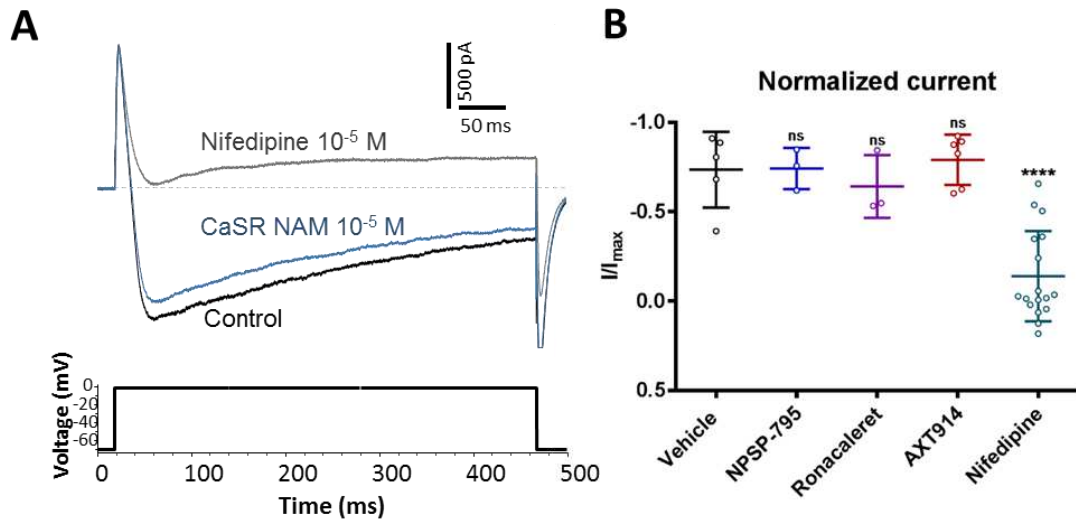 A
500 pA
50 ms
Nifedipine 10-5 M
CaSR NAM 10-5 M
Control
Voltage (mV)
0
-20
-40
-60
0 100 200 300 400 500
Time (ms)
B
Normalized current
-1.0
-0.5
0.0
0.5
I/Imax
ns
ns
ns
****
Vehicle
NPSP-795
Ronacaleret
AXT914
Nifedipine